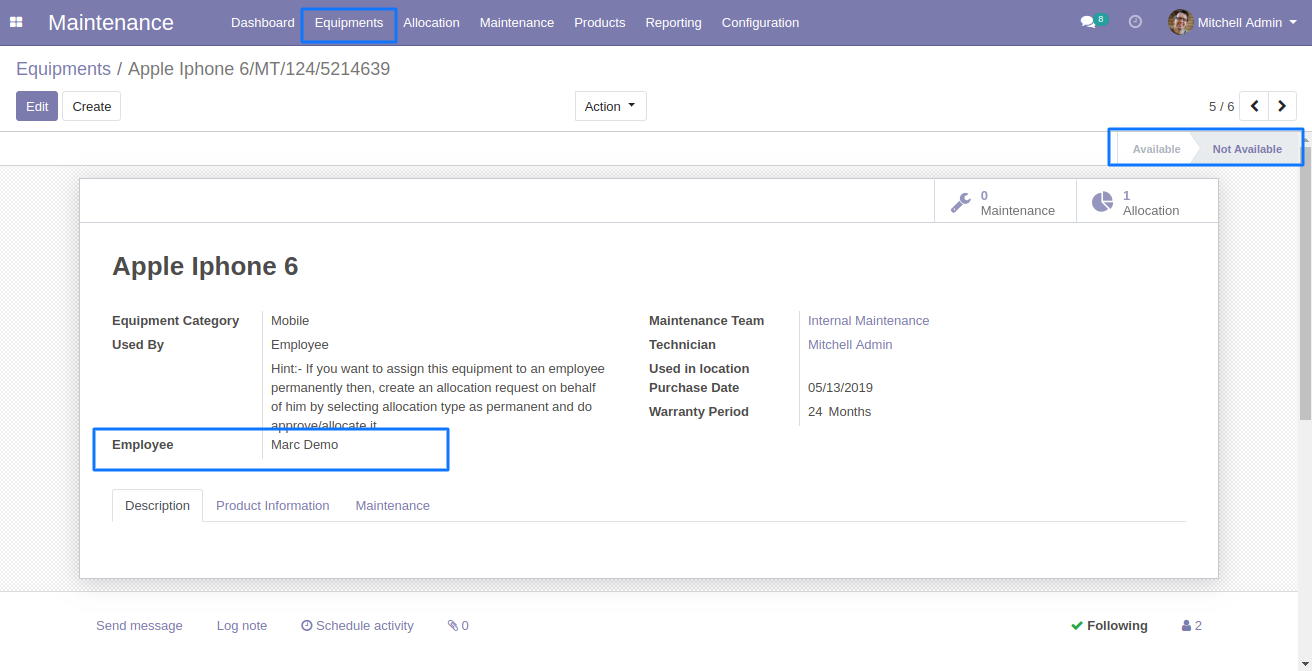 Maintenance Dashboard Equipments Allocation Maintenance Products Reporting Configuration 8 Mitchell Admin
Equipments / Apple Iphone 6/MT/124/5214639
Edit Create Action 5 / 6
Available Not Available
0 Maintenance
1 Allocation
Apple Iphone 6
Equipment Category Mobile
Used By Employee
Hint:- If you want to assign this equipment to an employee
permanently then, create an allocation request on behalf
of him by selecting allocation type as permanent and do
approve/allocate it
Employee Marc Demo
Maintenance Team Internal Maintenance
Technician Mitchell Admin
Used in location
Purchase Date 05/13/2019
Warranty Period 24 Months
Description Product Information Maintenance
Send message Log note Schedule activity 0 Following 2